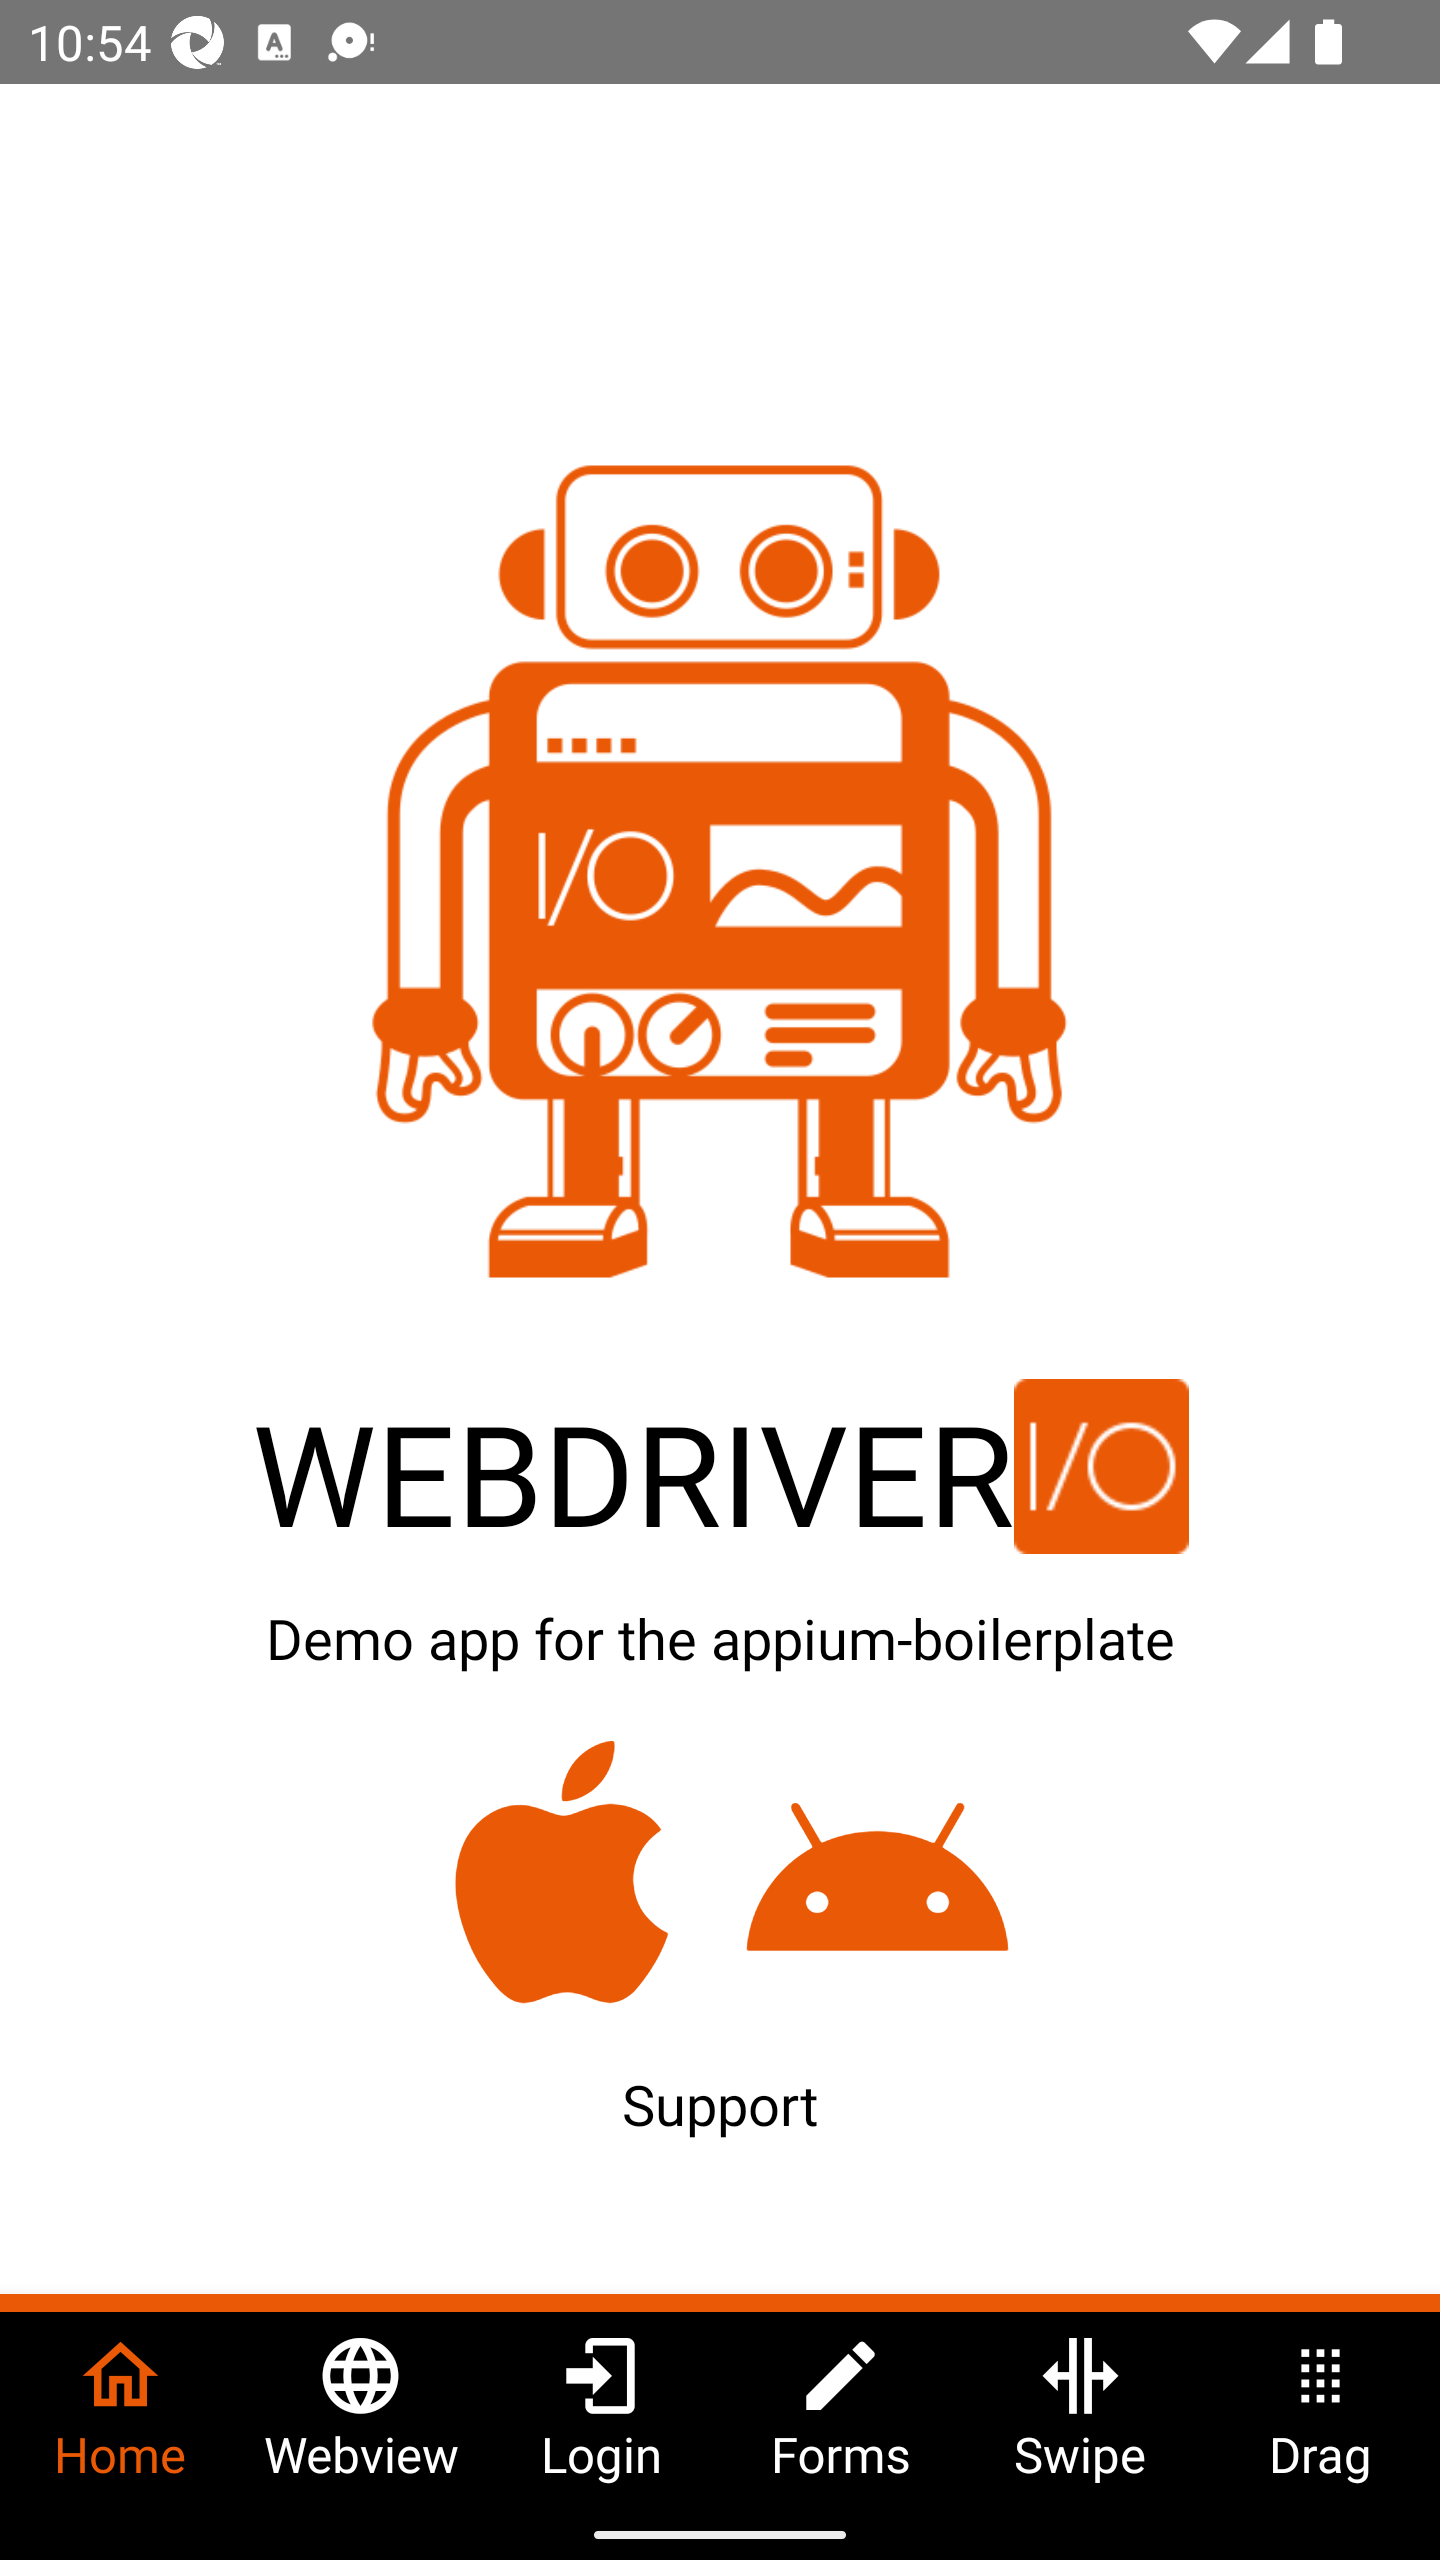 10:54
I/O
WEBDRIVER I/O
Demo app for the appium-boilerplate
Support
Home Webview Login Forms Swipe Drag